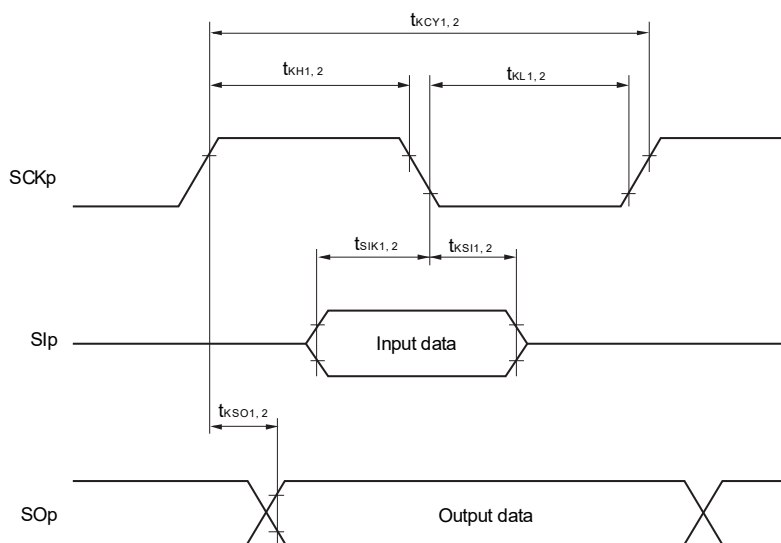 tKCY1, 2
tKH1, 2
tKL1, 2
SCKp
tSIK1, 2
tKSI1, 2
SIp
Input data
tKSO1, 2
SOp
Output data